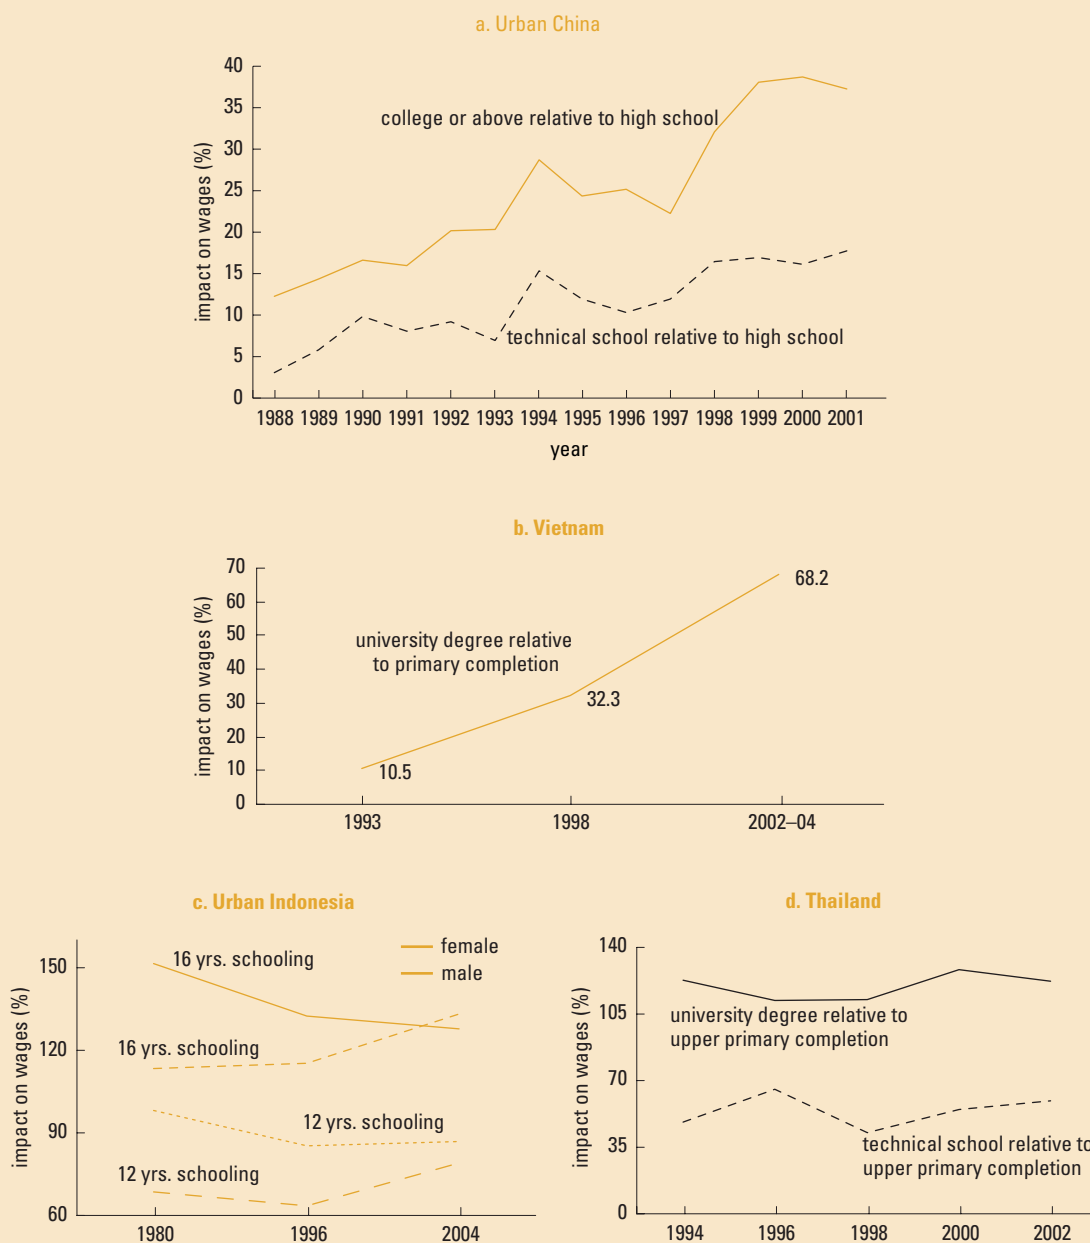 a. Urban China
impact on wages (%)
40
35
30
25
20
15
10
5
0
college or above relative to high school
technical school relative to high school
1988 1989 1990 1991 1992 1993 1994 1995 1996 1997 1998 1999 2000 2001
year
b. Vietnam
impact on wages (%)
70
60
50
40
30
20
10
0
university degree relative
to primary completion
10.5
32.3
68.2
1993 1998 2002–04
c. Urban Indonesia
impact on wages (%)
150
120
90
60
female
male
16 yrs. schooling
16 yrs. schooling
12 yrs. schooling
12 yrs. schooling
1980 1996 2004
d. Thailand
impact on wages (%)
140
105
70
35
0
university degree relative to
upper primary completion
technical school relative to
upper primary completion
1994 1996 1998 2000 2002